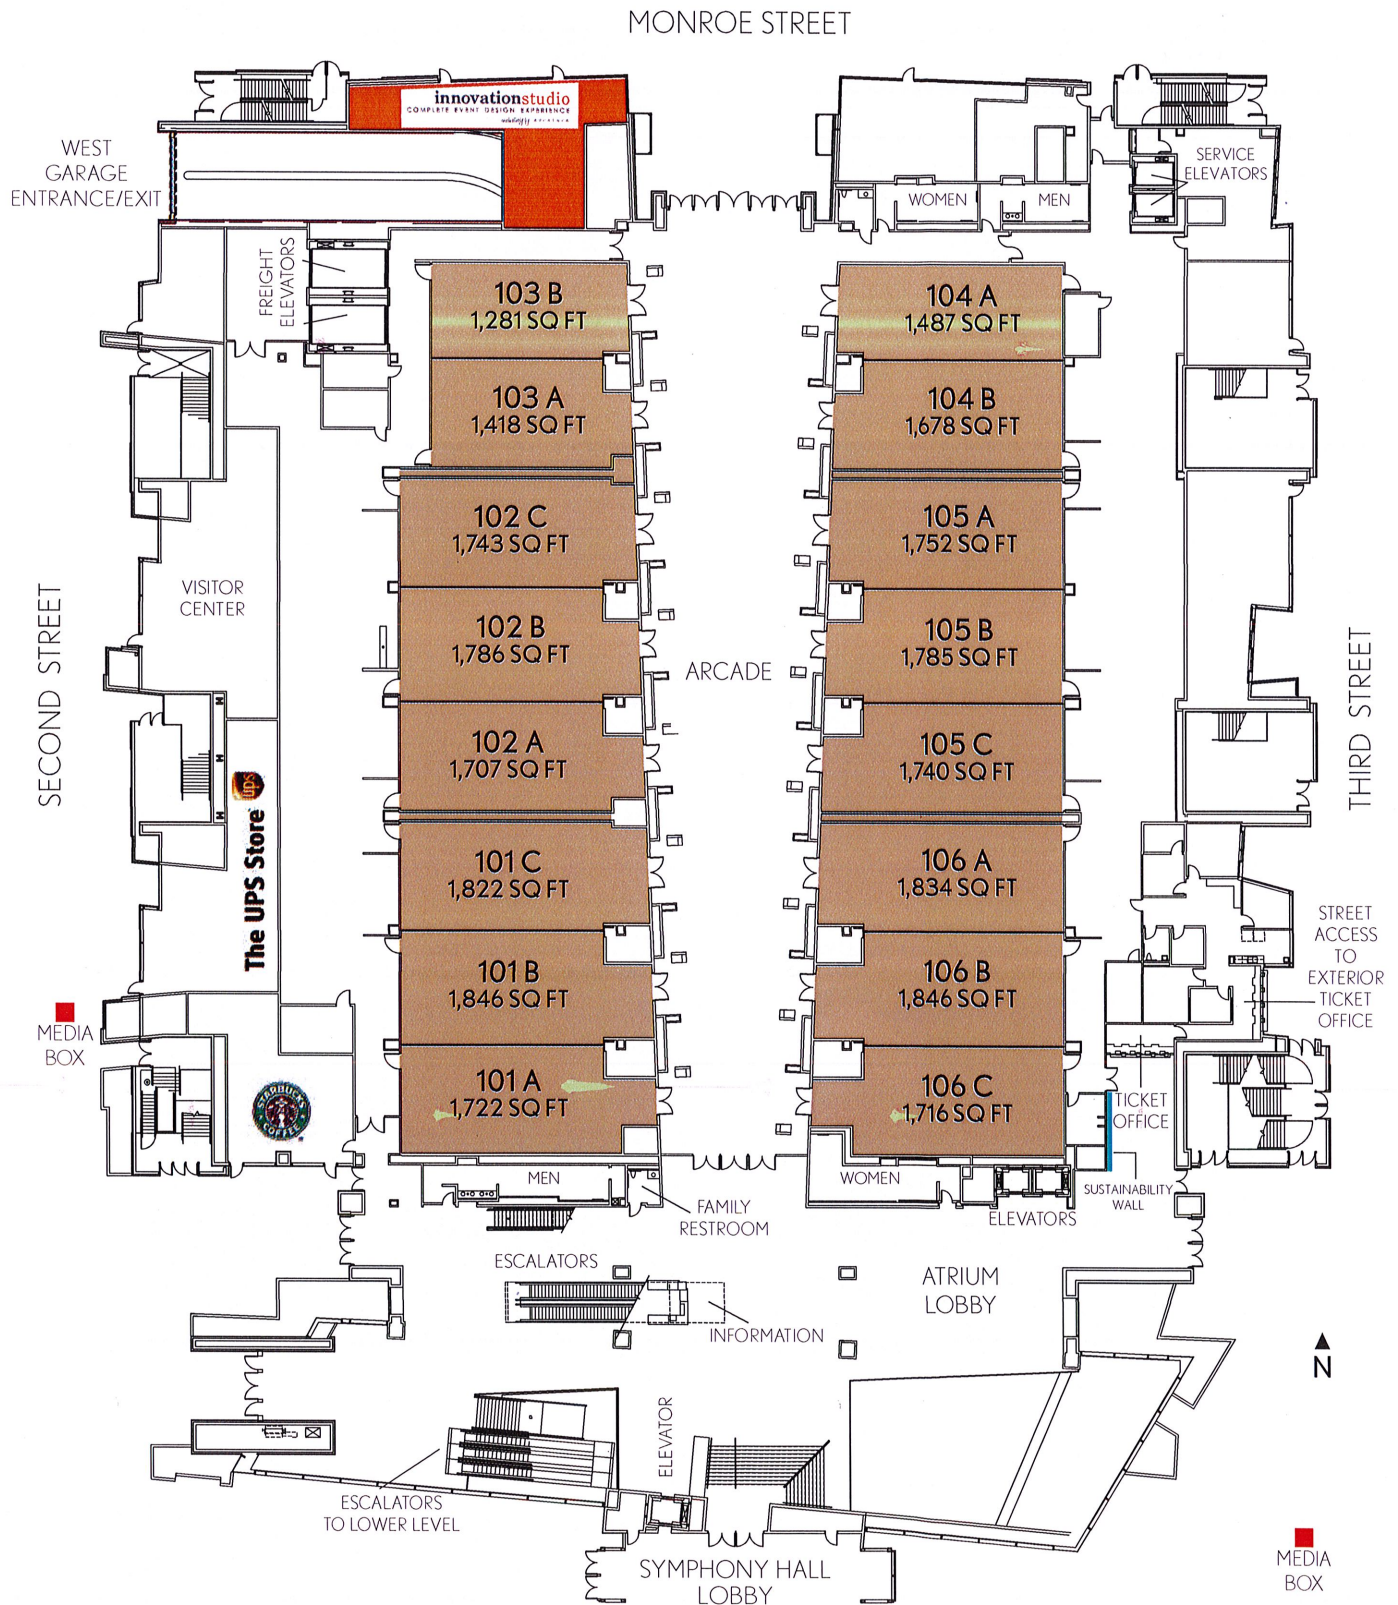 MONROE STREET
innovationstudio
COMPLETE EVENT DESIGN EXPERIENCE
WEST
GARAGE
ENTRANCE/EXIT
SERVICE
ELEVATORS
WOMEN
MEN
FREIGHT
ELEVATORS
103 B
1,281 SQ FT
104 A
1,487 SQ FT
103 A
1,418 SQ FT
104 B
1,678 SQ FT
102 C
1,743 SQ FT
105 A
1,752 SQ FT
VISITOR
CENTER
102 B
1,786 SQ FT
105 B
1,785 SQ FT
ARCADE
SECOND STREET
THIRD STREET
102 A
1,707 SQ FT
105 C
1,740 SQ FT
The UPS Store
ups
H
H
H
101 C
1,822 SQ FT
106 A
1,834 SQ FT
STREET
ACCESS
TO
EXTERIOR
TICKET
OFFICE
101 B
1,846 SQ FT
106 B
1,846 SQ FT
MEDIA
BOX
101 A
1,722 SQ FT
106 C
1,716 SQ FT
STARBUCKS
COFFEE
TICKET
OFFICE
MEN
WOMEN
FAMILY
RESTROOM
ELEVATORS
SUSTAINABILITY
WALL
ESCALATORS
ATRIUM
LOBBY
INFORMATION
N
ELEVATOR
ESCALATORS
TO LOWER LEVEL
SYMPHONY HALL
LOBBY
MEDIA
BOX